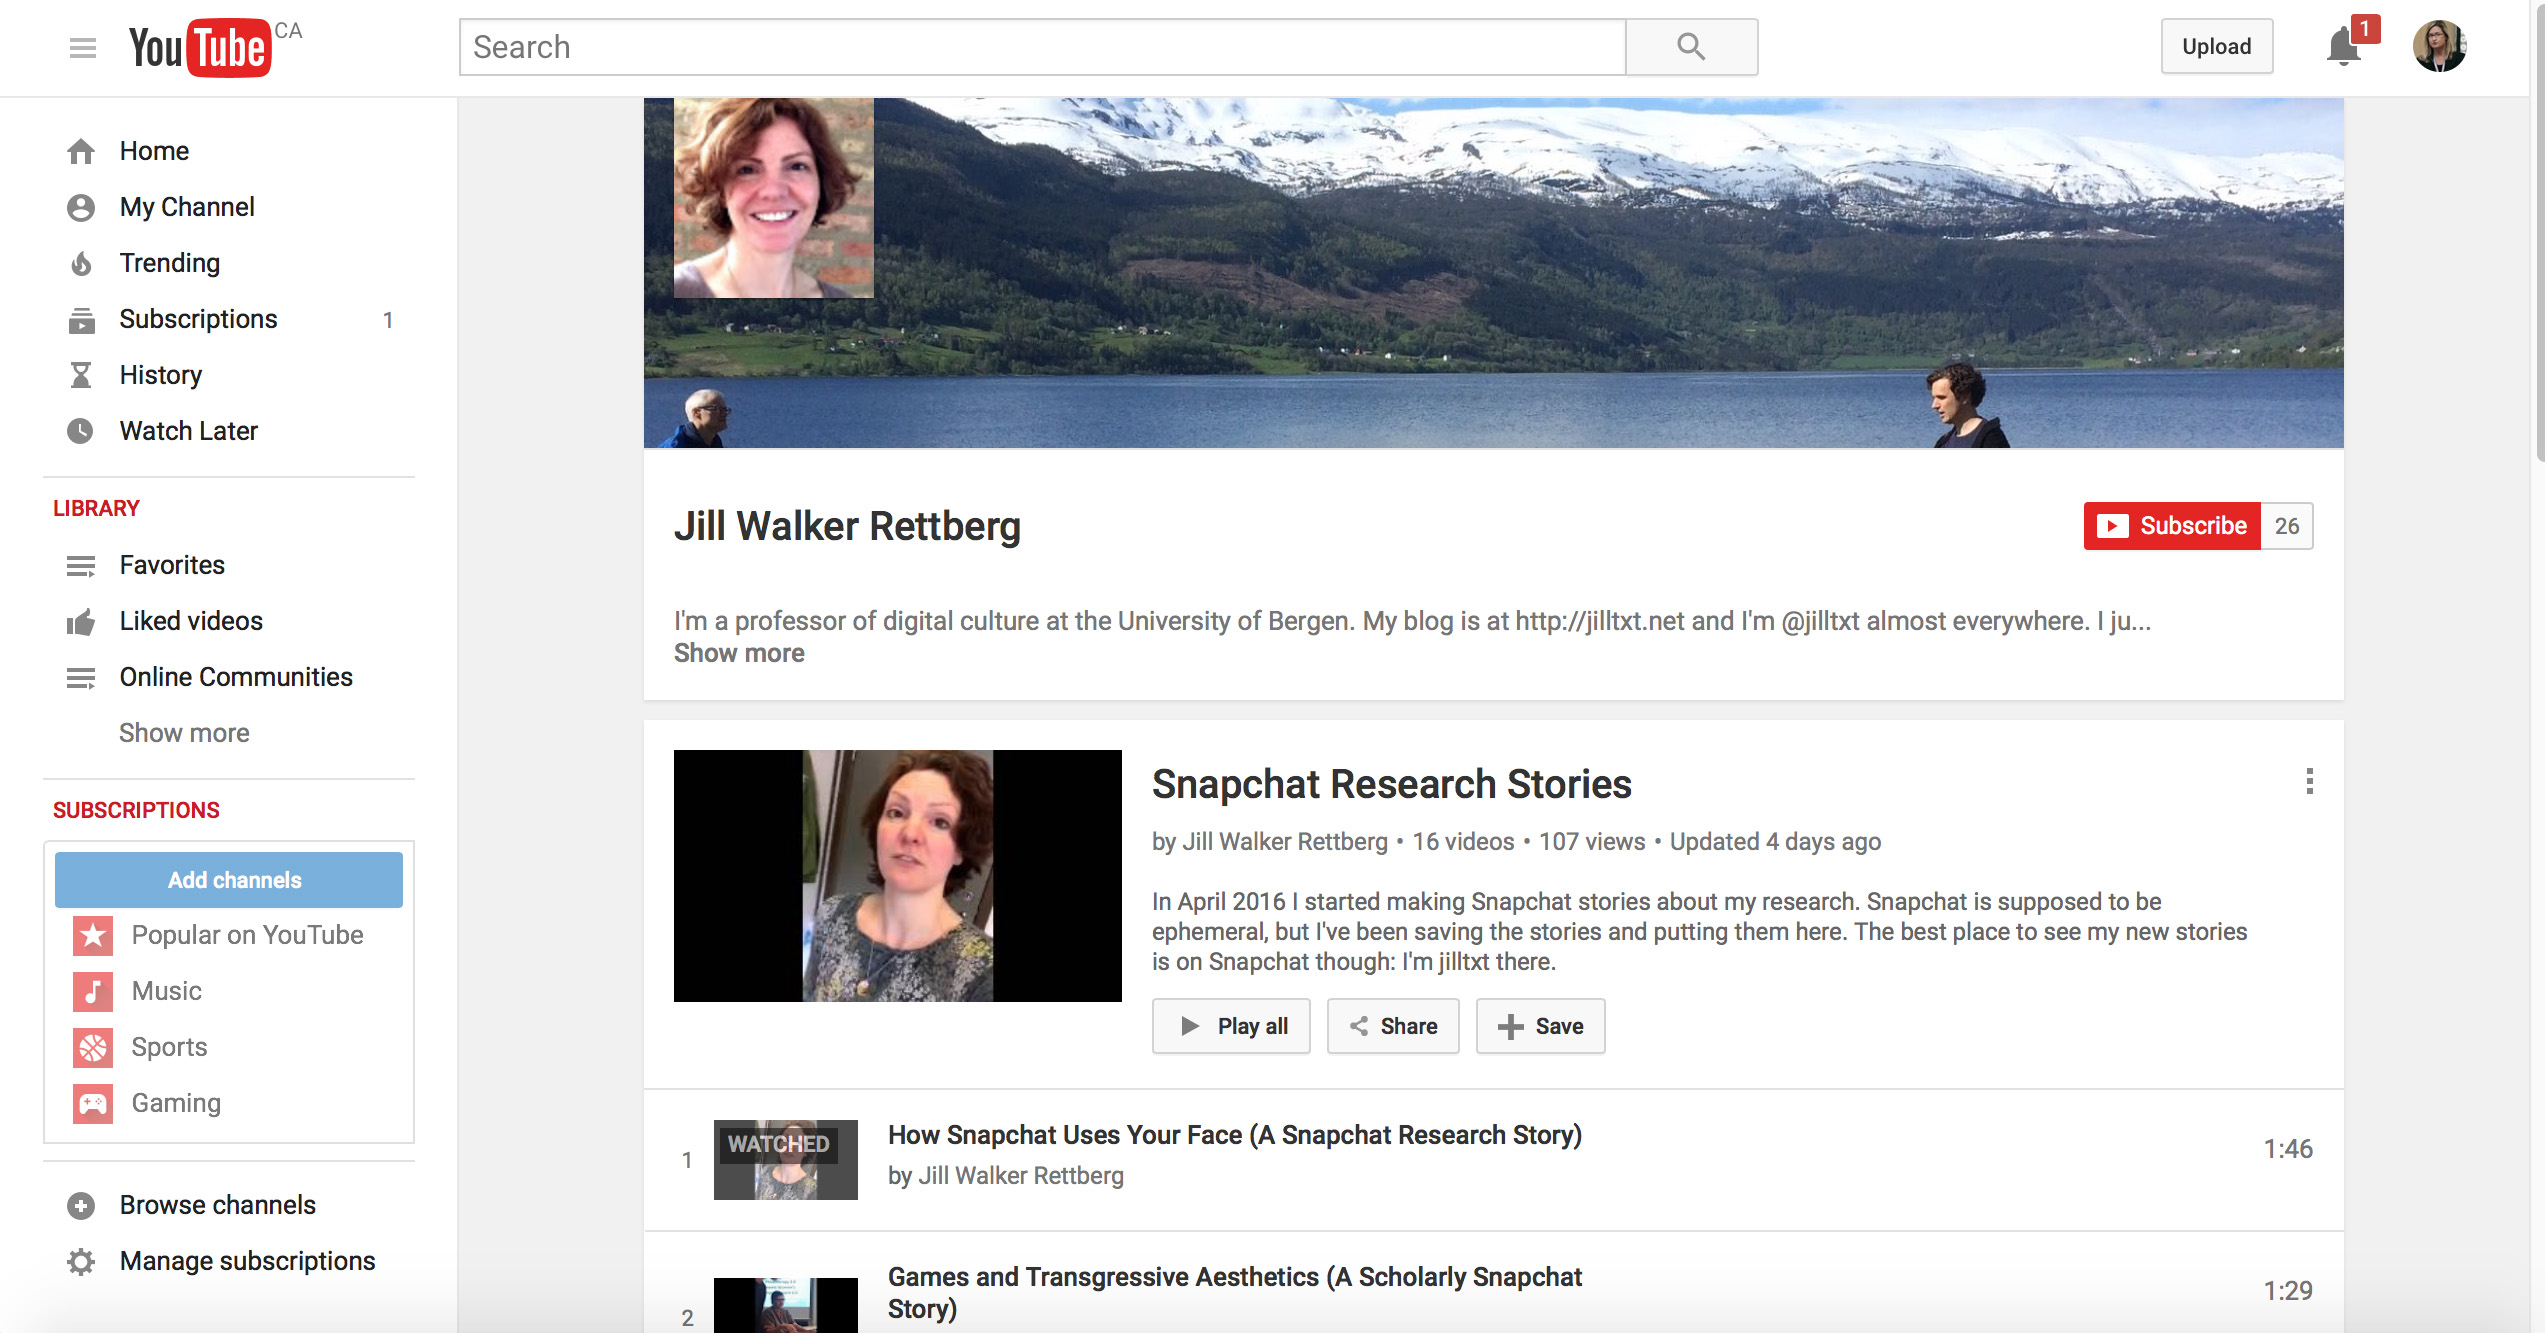 YouTube CA
Search
Upload
1
Home
My Channel
Trending
Subscriptions 1
History
Watch Later
LIBRARY
Favorites
Liked videos
Online Communities
Show more
SUBSCRIPTIONS
Add channels
Popular on YouTube
Music
Sports
Gaming
Browse channels
Manage subscriptions
Jill Walker Rettberg
Subscribe 26
I'm a professor of digital culture at the University of Bergen. My blog is at http://jilltxt.net and I'm @jilltxt almost everywhere. I ju...
Show more
Snapchat Research Stories
by Jill Walker Rettberg • 16 videos • 107 views • Updated 4 days ago
In April 2016 I started making Snapchat stories about my research. Snapchat is supposed to be
ephemeral, but I've been saving the stories and putting them here. The best place to see my new stories
is on Snapchat though: I'm jilltxt there.
Play all Share Save
1 WATCHED How Snapchat Uses Your Face (A Snapchat Research Story) 1:46
by Jill Walker Rettberg
2 Games and Transgressive Aesthetics (A Scholarly Snapchat 1:29
Story)